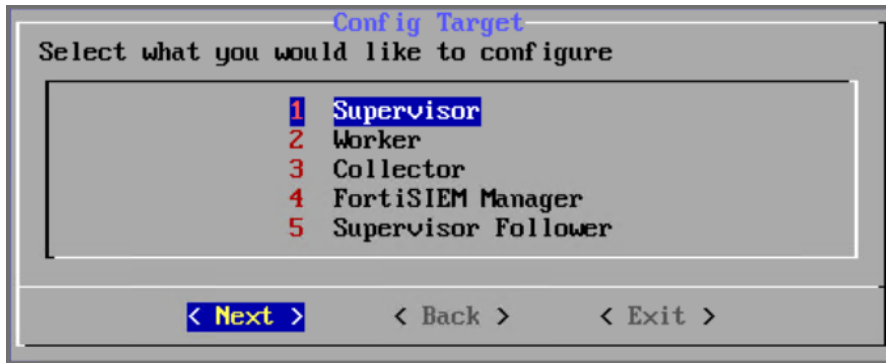 Config Target
Select what you would like to configure
1 Supervisor
2 Worker
3 Collector
4 FortiSIEM Manager
5 Supervisor Follower
< Next > < Back > < Exit >